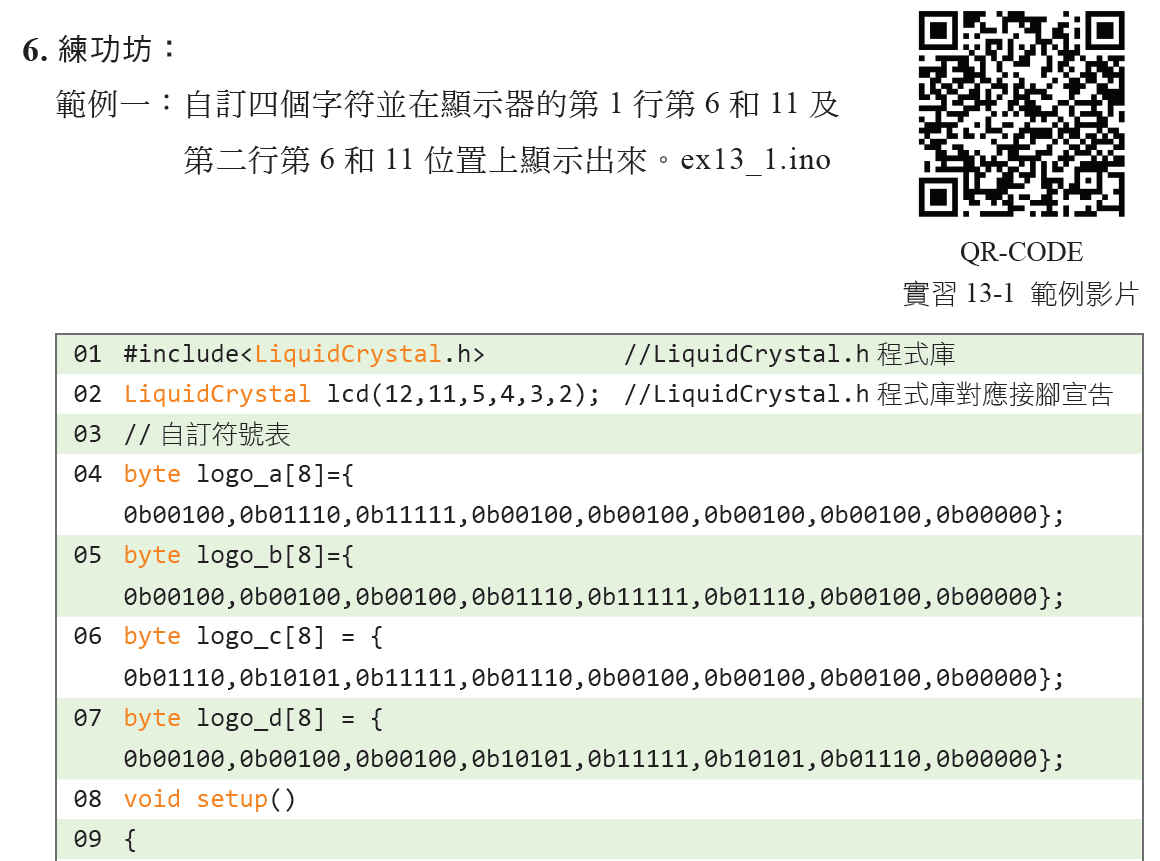 6. 練功坊：
範例一：自訂四個字符並在顯示器的第 1 行第 6 和 11 及
第二行第 6 和 11 位置上顯示出來。ex13_1.ino
QR-CODE
實習 13-1 範例影片
01 #include<LiquidCrystal.h> //LiquidCrystal.h 程式庫
02 LiquidCrystal lcd(12,11,5,4,3,2); //LiquidCrystal.h 程式庫對應接腳宣告
03 // 自訂符號表
04 byte logo_a[8]={
0b00100,0b01110,0b11111,0b00100,0b00100,0b00100,0b00100,0b00000};
05 byte logo_b[8]={
0b00100,0b00100,0b00100,0b01110,0b11111,0b01110,0b00100,0b00000};
06 byte logo_c[8] = {
0b01110,0b10101,0b11111,0b01110,0b00100,0b00100,0b00100,0b00000};
07 byte logo_d[8] = {
0b00100,0b00100,0b00100,0b10101,0b11111,0b10101,0b01110,0b00000};
08 void setup()
09 {